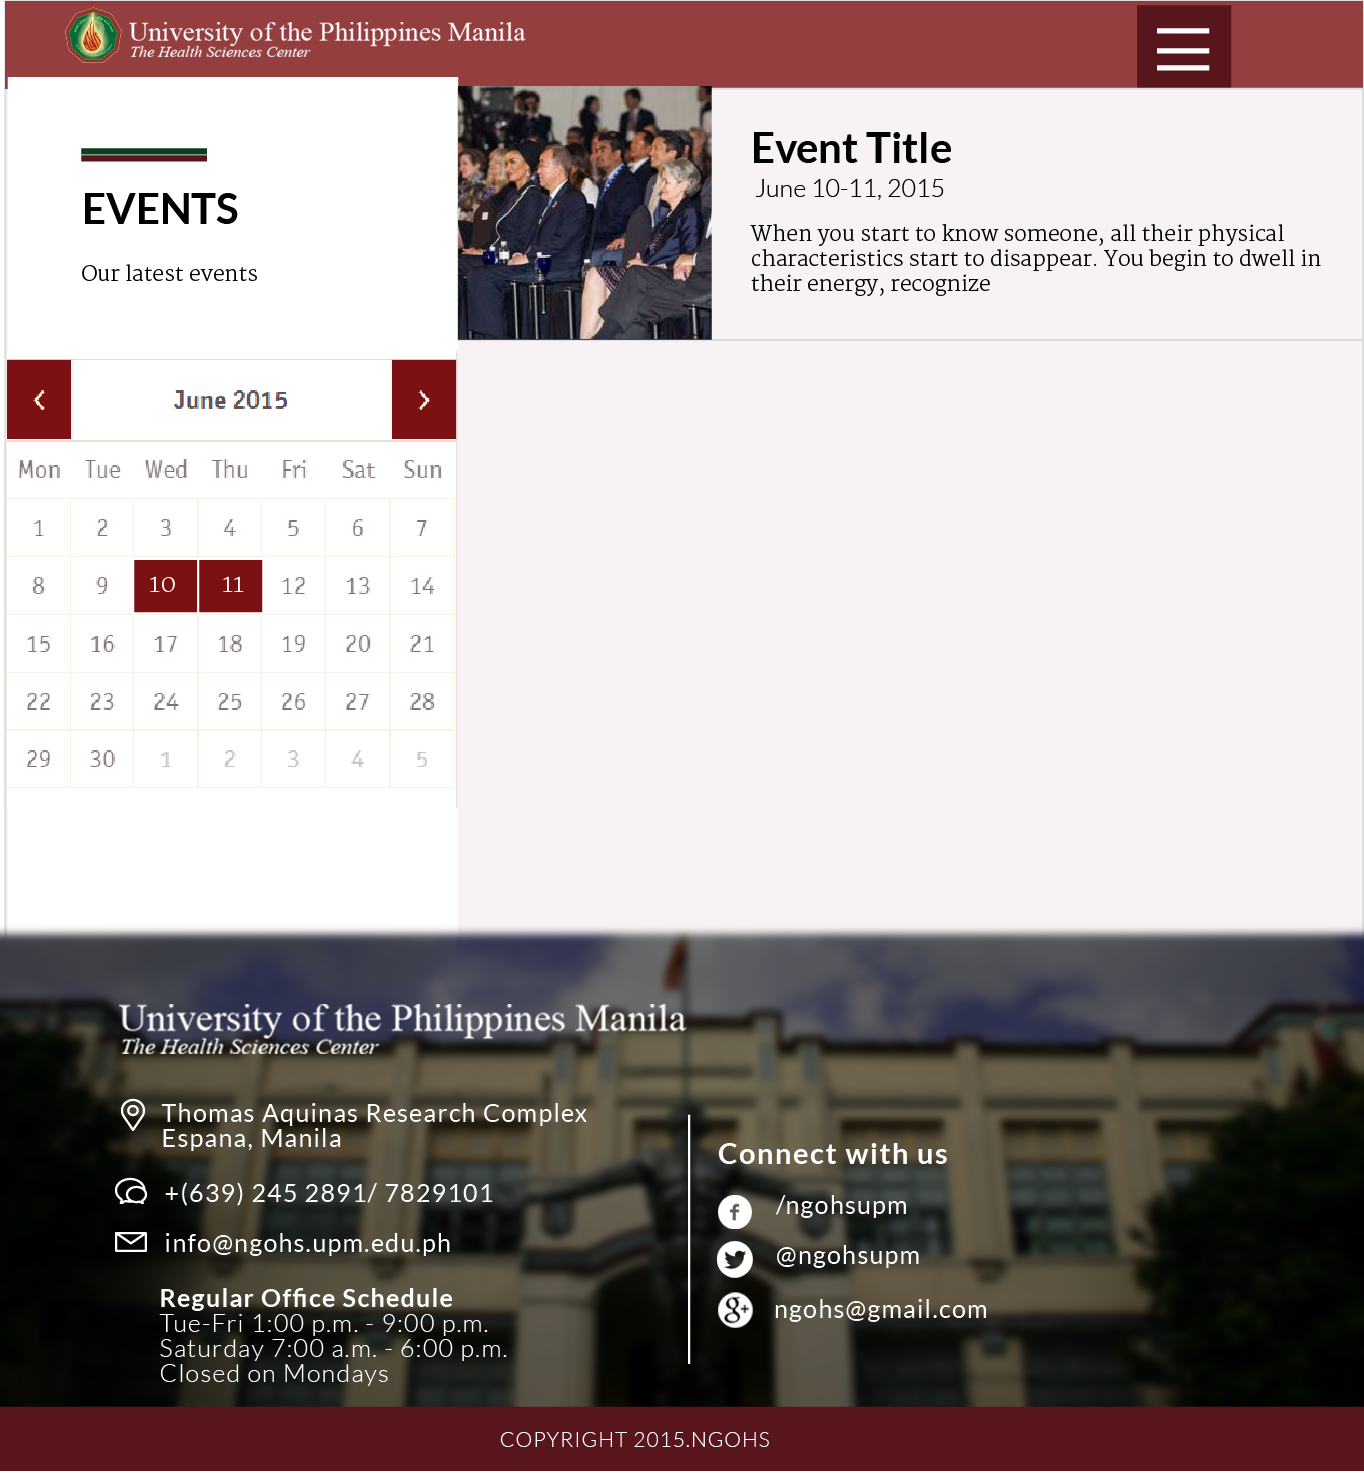 University of the Philippines Manila
The Health Sciences Center
EVENTS
Our latest events
Event Title
June 10-11, 2015
When you start to know someone, all their physical
characteristics start to disappear. You begin to dwell in
their energy, recognize
June 2015
Mon Tue Wed Thu Fri Sat Sun
1 2 3 4 5 6 7
8 9 10 11 12 13 14
15 16 17 18 19 20 21
22 23 24 25 26 27 28
29 30 1 2 3 4 5
University of the Philippines Manila
The Health Sciences Center
Thomas Aquinas Research Complex
Espana, Manila
+(639) 245 2891/ 7829101
info@ngohs.upm.edu.ph
Regular Office Schedule
Tue-Fri 1:00 p.m. - 9:00 p.m.
Saturday 7:00 a.m. - 6:00 p.m.
Closed on Mondays
Connect with us
/ngohsupm
@ngohsupm
ngohs@gmail.com
COPYRIGHT 2015.NGOHS